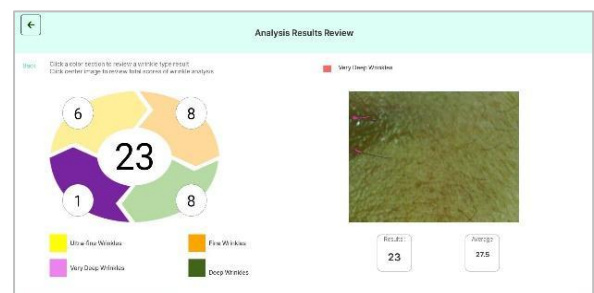 Analysis Results Review
Back
Click a color section to review a wrinkle type result
Click center image to review total scores of wrinkle analysis
Very Deep Wrinkles
6
8
23
1
8
Ultra-fine Wrinkles
Fine Wrinkles
Very Deep Wrinkles
Deep Wrinkles
Results
23
Average
27.5